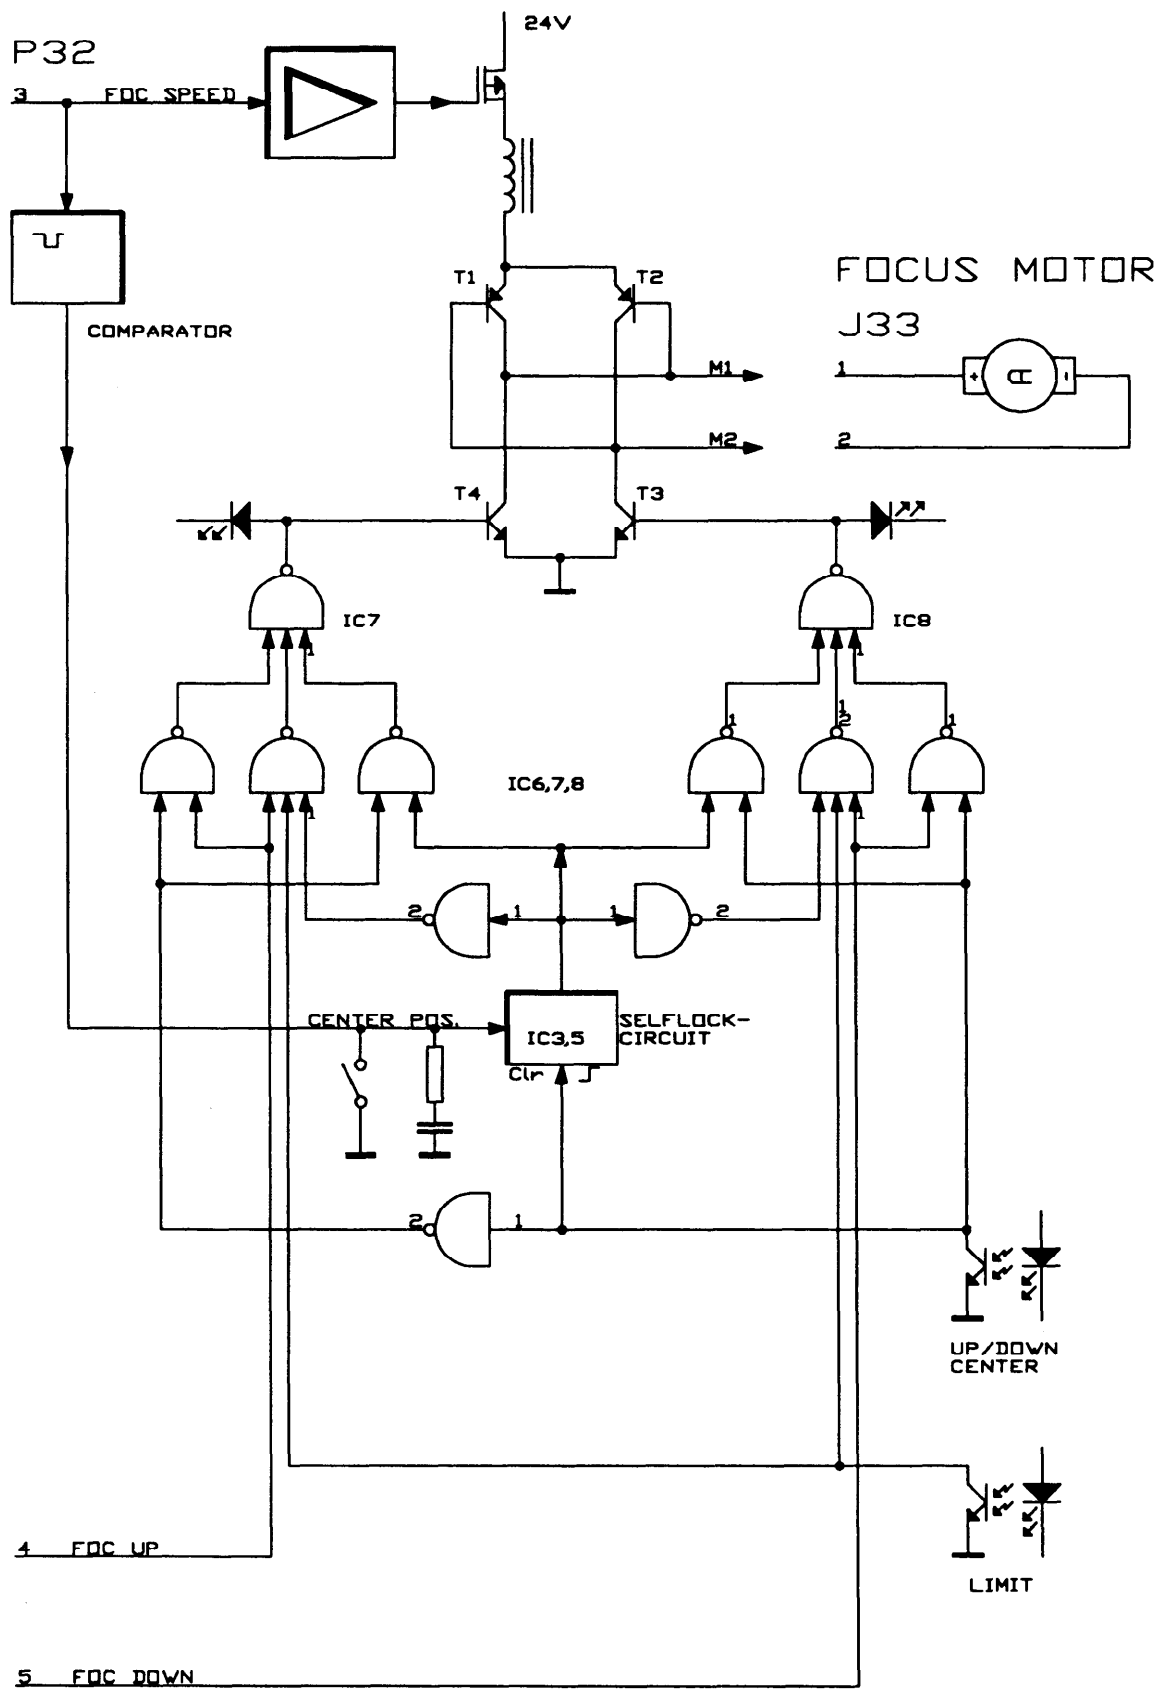 24V
P32
3 FOC SPEED
COMPARATOR
T1
T2
FOCUS MOTOR
J33
M1
1
+
A
-
M2
2
T4
T3
IC7
IC8
1
1
1
1
2
1
IC6,7,8
1
1
2
1
1
2
CENTER POS.
IC3,5
SELFLOCK-
CIRCUIT
Clr
2
1
UP/DOWN
CENTER
4 FOC UP
LIMIT
5 FOC DOWN